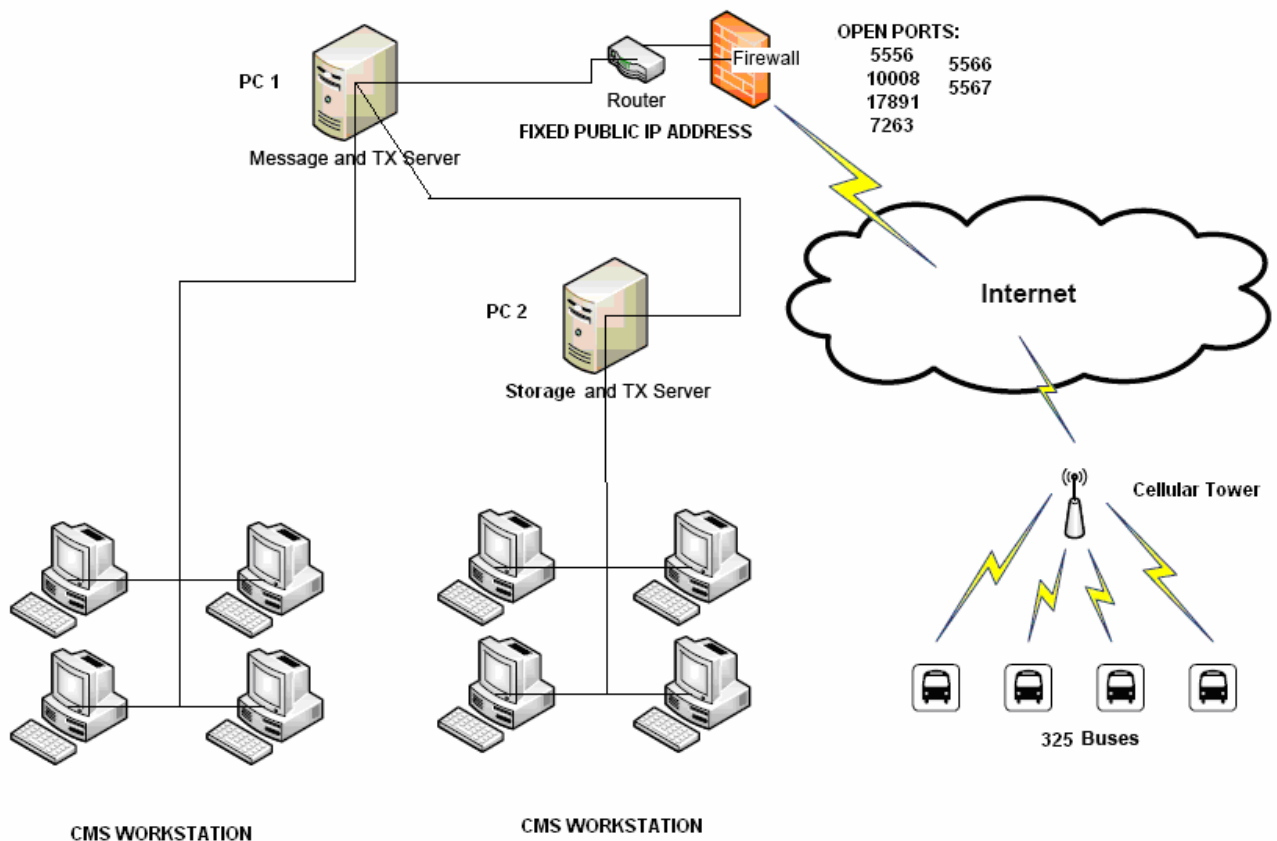 PC 1
Message and TX Server
Router
Firewall
FIXED PUBLIC IP ADDRESS
OPEN PORTS:
5556
10008
17891
7263
5566
5567
Internet
PC 2
Storage and TX Server
Cellular Tower
325 Buses
CMS WORKSTATION
CMS WORKSTATION